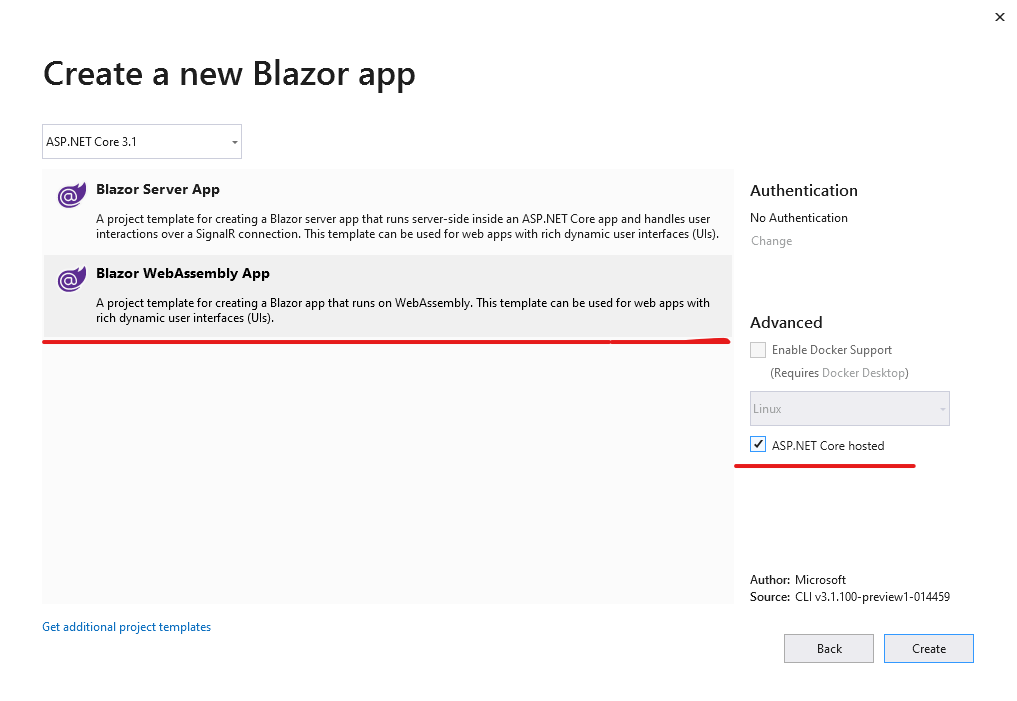 Create a new Blazor app
ASP.NET Core 3.1
Blazor Server App
A project template for creating a Blazor server app that runs server-side inside an ASP.NET Core app and handles user
interactions over a SignalR connection. This template can be used for web apps with rich dynamic user interfaces (UIs).
Blazor WebAssembly App
A project template for creating a Blazor app that runs on WebAssembly. This template can be used for web apps with
rich dynamic user interfaces (UIs).
Get additional project templates
Authentication
No Authentication
Change
Advanced
Enable Docker Support
(Requires Docker Desktop)
Linux
ASP.NET Core hosted
Author: Microsoft
Source: CLI v3.1.100-preview1-014459
Back
Create